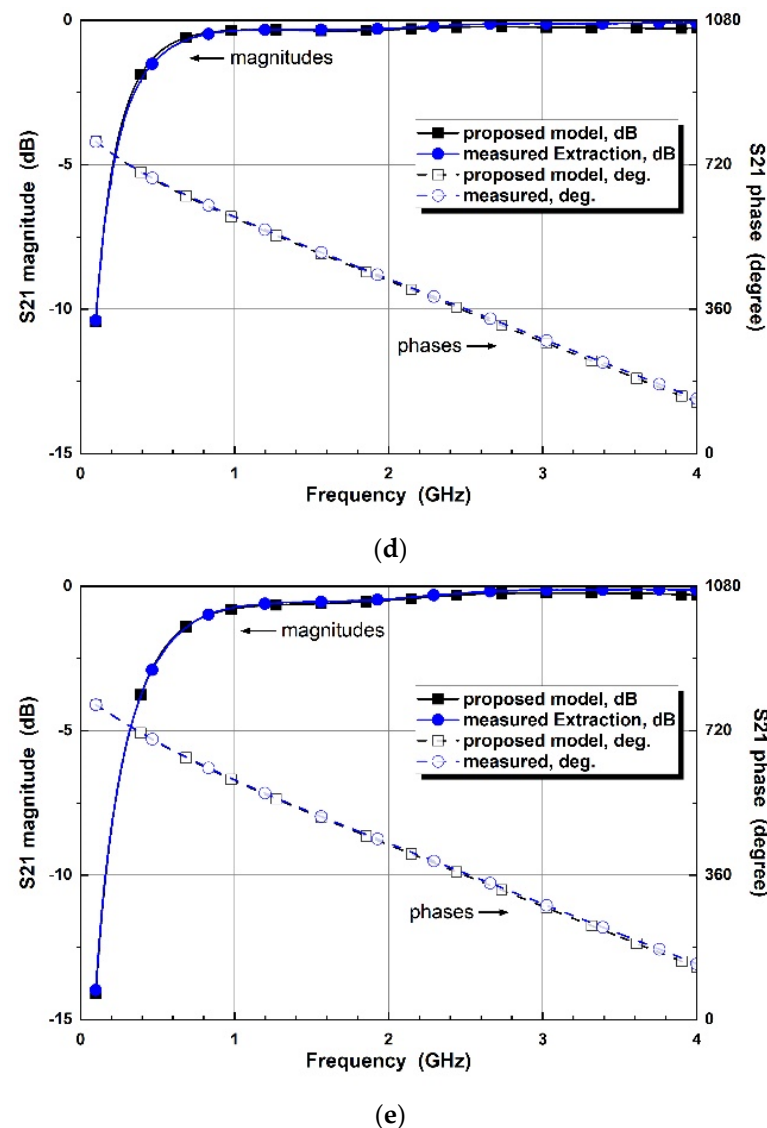 0
-5
-10
-15
S21 magnitude (dB)
magnitudes
proposed model, dB
measured Extraction, dB
proposed model, deg.
measured, deg.
phases
1080
720
360
0
S21 phase (degree)
0 1 2 3 4
Frequency (GHz)
(d)
0
-5
-10
-15
S21 magnitude (dB)
magnitudes
proposed model, dB
measured Extraction, dB
proposed model, deg.
measured, deg.
phases
1080
720
360
0
S21 phase (degree)
0 1 2 3 4
Frequency (GHz)
(e)